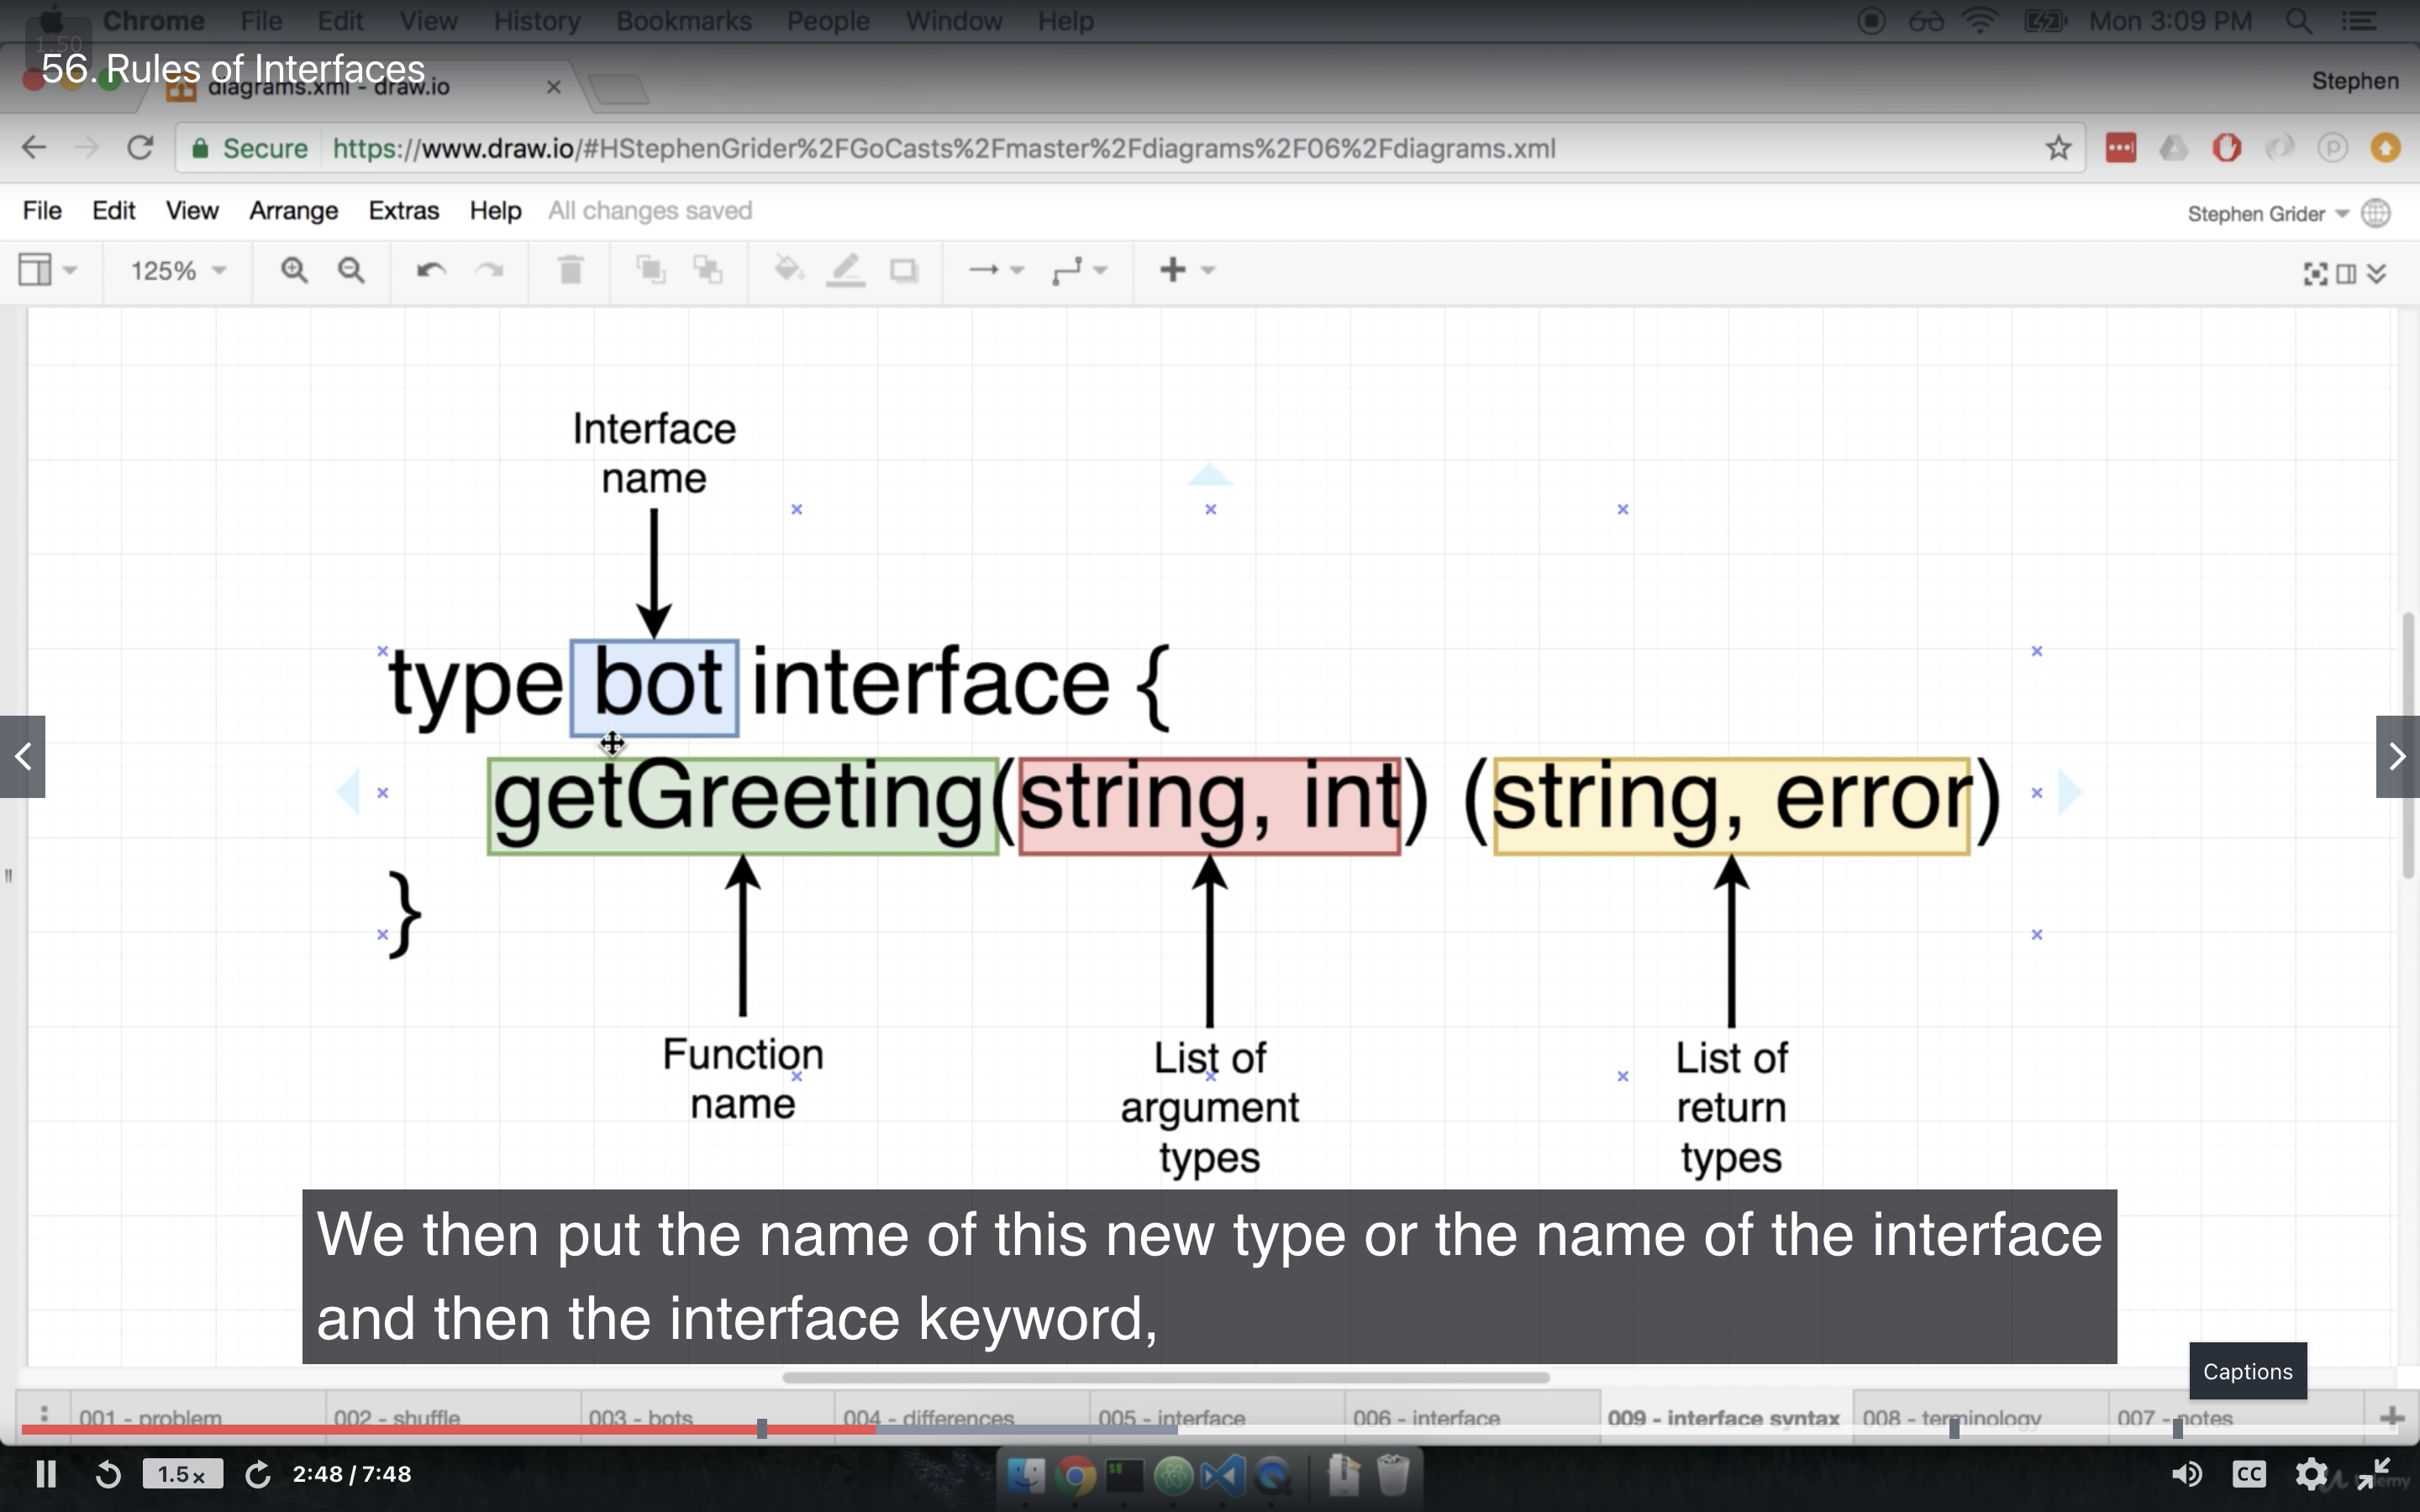 Chrome File Edit View History Bookmarks People Window Help Mon 3:09 PM
1.50
56. Rules of Interfaces
diagrams.xml - draw.io
Stephen
Secure https://www.draw.io/#HStephenGrider%2FGoCasts%2Fmaster%2Fdiagrams%2F06%2Fdiagrams.xml
File Edit View Arrange Extras Help All changes saved
Stephen Grider
125%
Interface
name
type bot interface {
getGreeting(string, int) (string, error)
}
Function
name
List of
argument
types
List of
return
types
We then put the name of this new type or the name of the interface
and then the interface keyword,
Captions
001 - problem 002 - shuffle 003 - bots 004 - differences 005 - interface 006 - interface 009 - interface syntax 008 - terminology 007 - notes
1.5x 2:48 / 7:48 CC